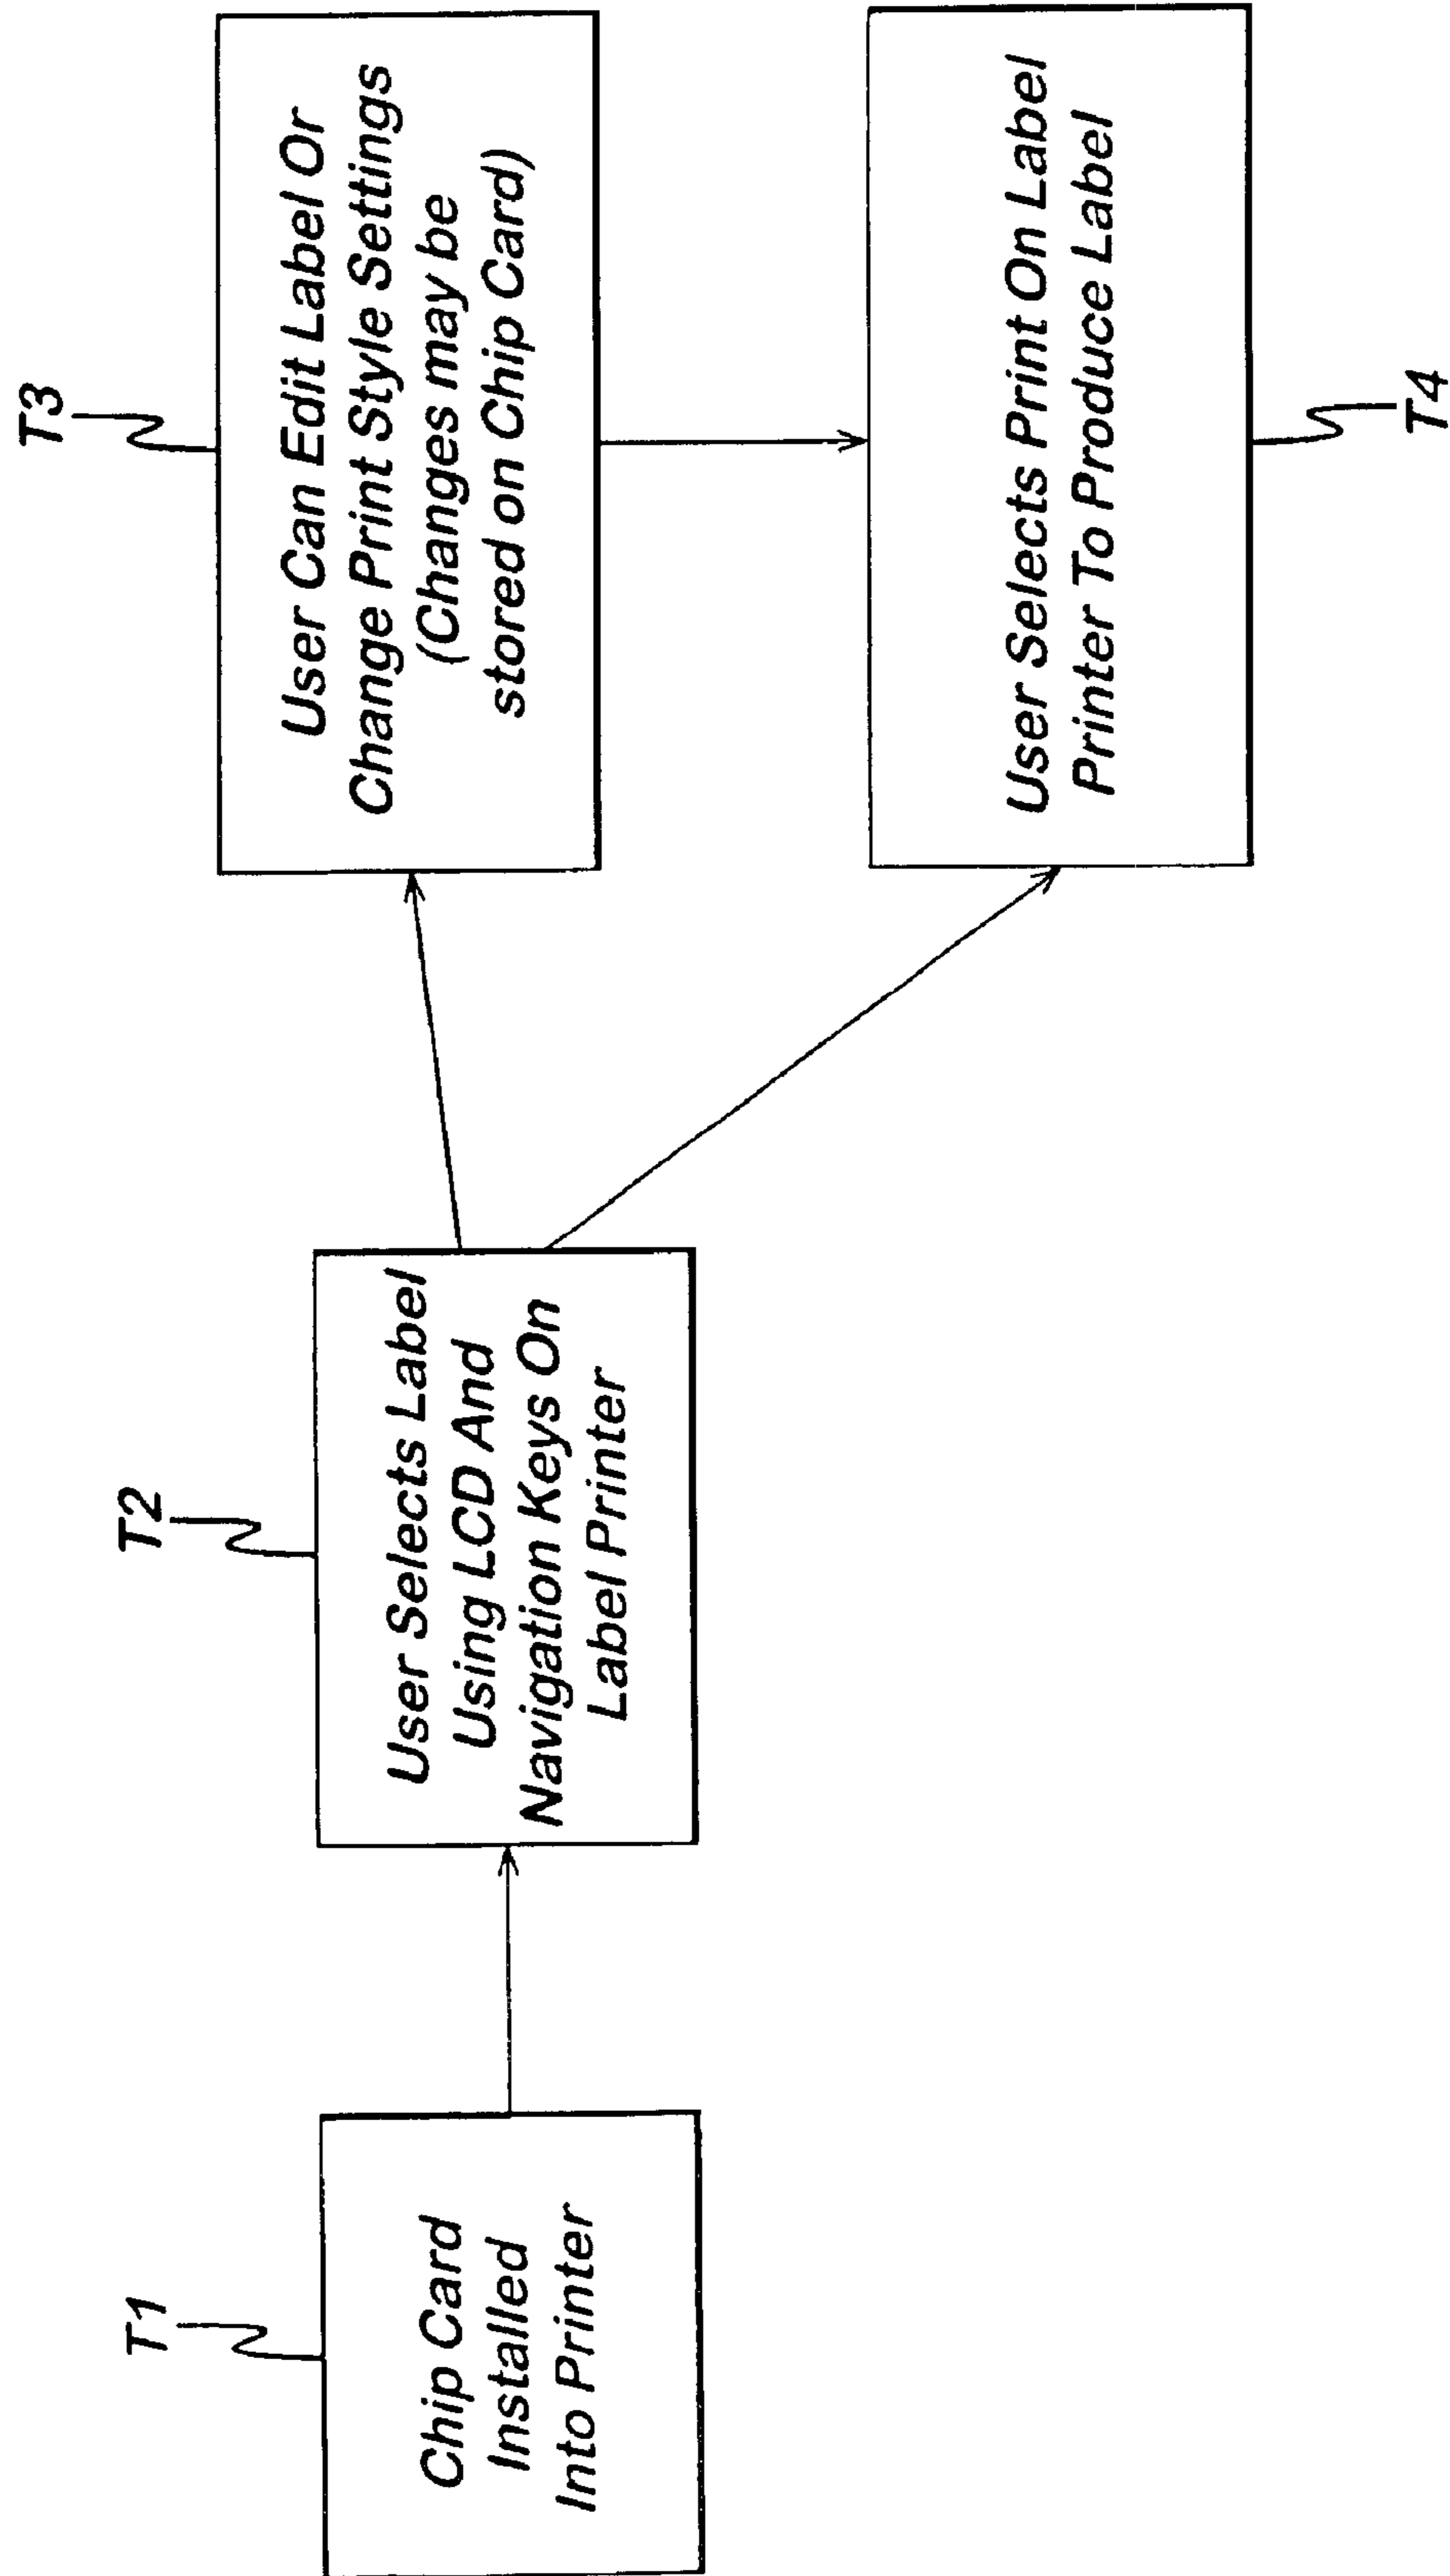 T1
Chip Card
Installed
Into Printer
T2
User Selects Label
Using LCD And
Navigation Keys On
Label Printer
T3
User Can Edit Label Or
Change Print Style Settings
(Changes may be
stored on Chip Card)
User Selects Print On Label
Printer To Produce Label
T4